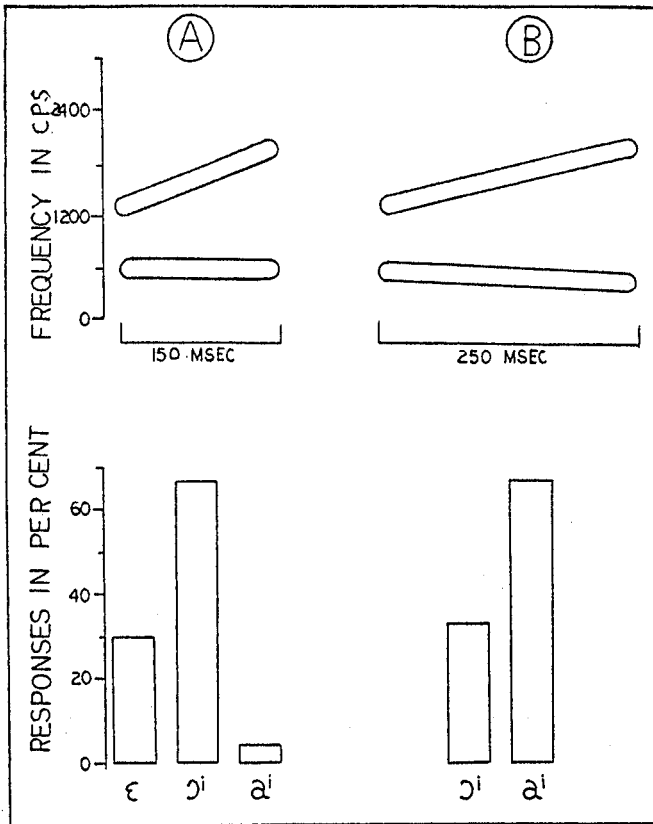 A B
FREQUENCY IN CPS
2400
1200
0
150 MSEC 250 MSEC
RESPONSES IN PER CENT
60
40
20
0
ɛ ɔi ai ɔi ai